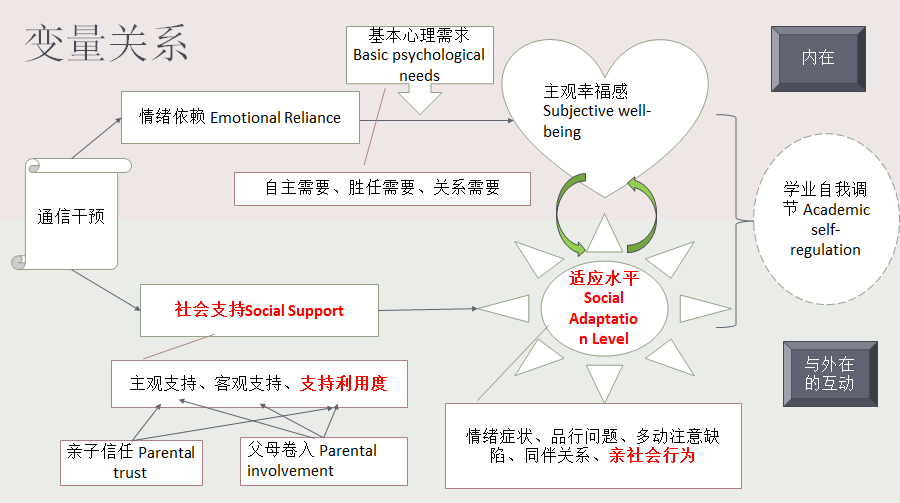 变量关系
基本心理需求
Basic psychological
needs
内在
主观幸福感
Subjective well-
being
情绪依赖 Emotional Reliance
自主需要、胜任需要、关系需要
通信干预
学业自我调
节 Academic
self-
regulation
适应水平
Social
Adaptatio
n Level
社会支持Social Support
与外在
的互动
主观支持、客观支持、支持利用度
情绪症状、品行问题、多动注意缺
陷、同伴关系、亲社会行为
亲子信任 Parental
trust
父母卷入 Parental
involvement